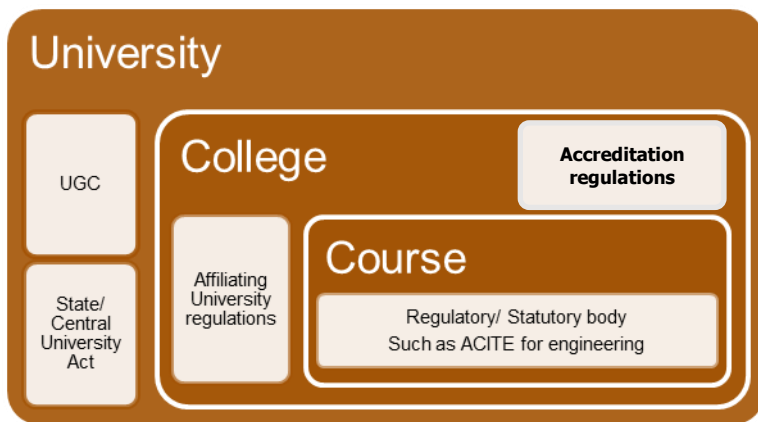 University
UGC
State/
Central
University
Act
College
Accreditation
regulations
Affiliating
University
regulations
Course
Regulatory/ Statutory body
Such as ACITE for engineering